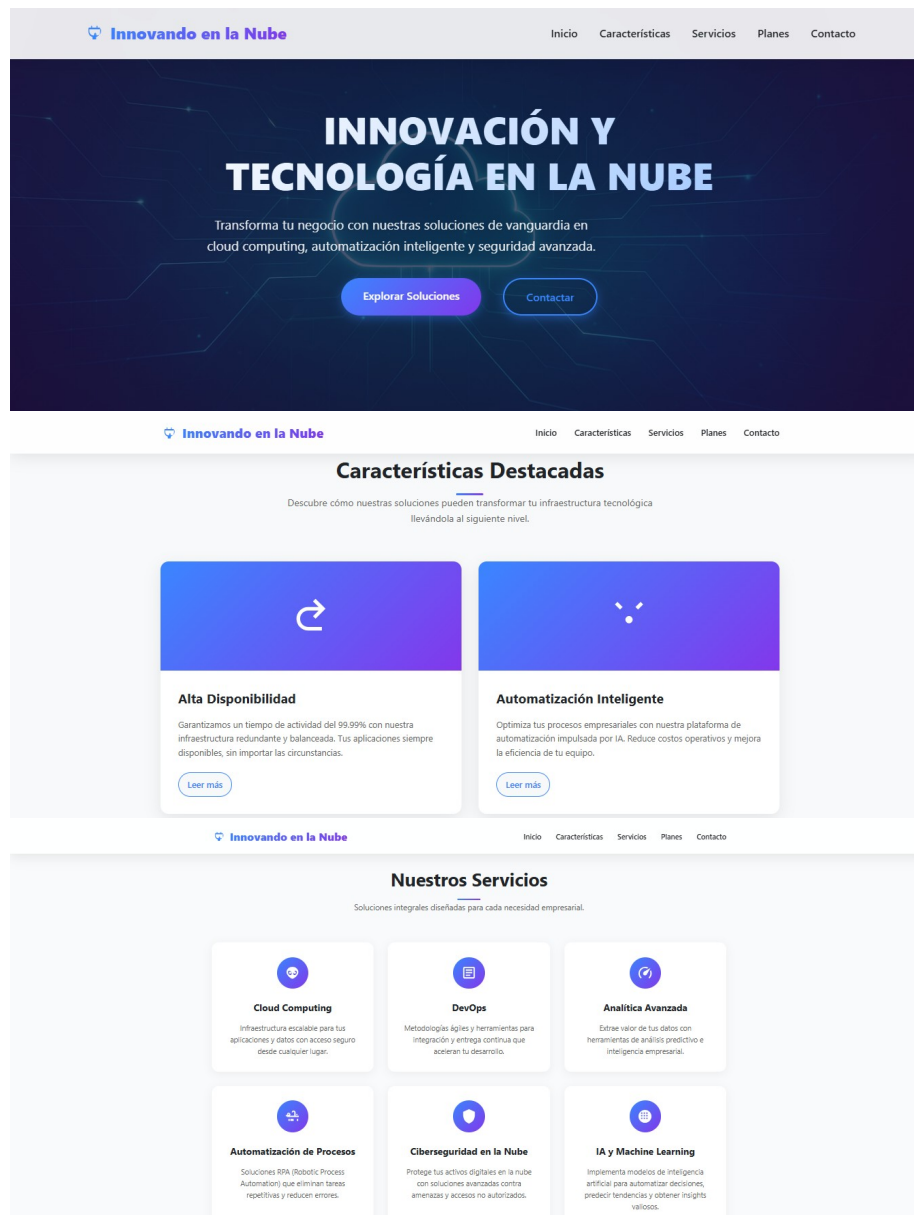 Innovando en la Nube
Inicio Características Servicios Planes Contacto
INNOVACIÓN Y
TECNOLOGÍA EN LA NUBE
Transforma tu negocio con nuestras soluciones de vanguardia en
cloud computing, automatización inteligente y seguridad avanzada.
Explorar Soluciones
Contactar
Innovando en la Nube
Inicio Características Servicios Planes Contacto
Características Destacadas
Descubre cómo nuestras soluciones pueden transformar tu infraestructura tecnológica
llevándola al siguiente nivel.
Alta Disponibilidad
Garantizamos un tiempo de actividad del 99.99% con nuestra
infraestructura redundante y balanceada. Tus aplicaciones siempre
disponibles, sin importar las circunstancias.
Leer más
Automatización Inteligente
Optimiza tus procesos empresariales con nuestra plataforma de
automatización impulsada por IA. Reduce costos operativos y mejora
la eficiencia de tu equipo.
Leer más
Innovando en la Nube
Inicio Características Servicios Planes Contacto
Nuestros Servicios
Soluciones integrales diseñadas para cada necesidad empresarial.
Cloud Computing
Infraestructura escalable para tus
aplicaciones y datos con acceso seguro
desde cualquier lugar.
DevOps
Metodologías ágiles y herramientas para
integración y entrega continua que
aceleran tu desarrollo.
Analítica Avanzada
Extrae valor de tus datos con
herramientas de análisis predictivo e
inteligencia empresarial.
Automatización de Procesos
Soluciones RPA (Robotic Process
Automation) que eliminan tareas
repetitivas y reducen errores.
Ciberseguridad en la Nube
Protege tus activos digitales en la nube
con soluciones avanzadas contra
amenazas y accesos no autorizados.
IA y Machine Learning
Implementa modelos de inteligencia
artificial para automatizar decisiones,
predecir tendencias y obtener insights
valiosos.